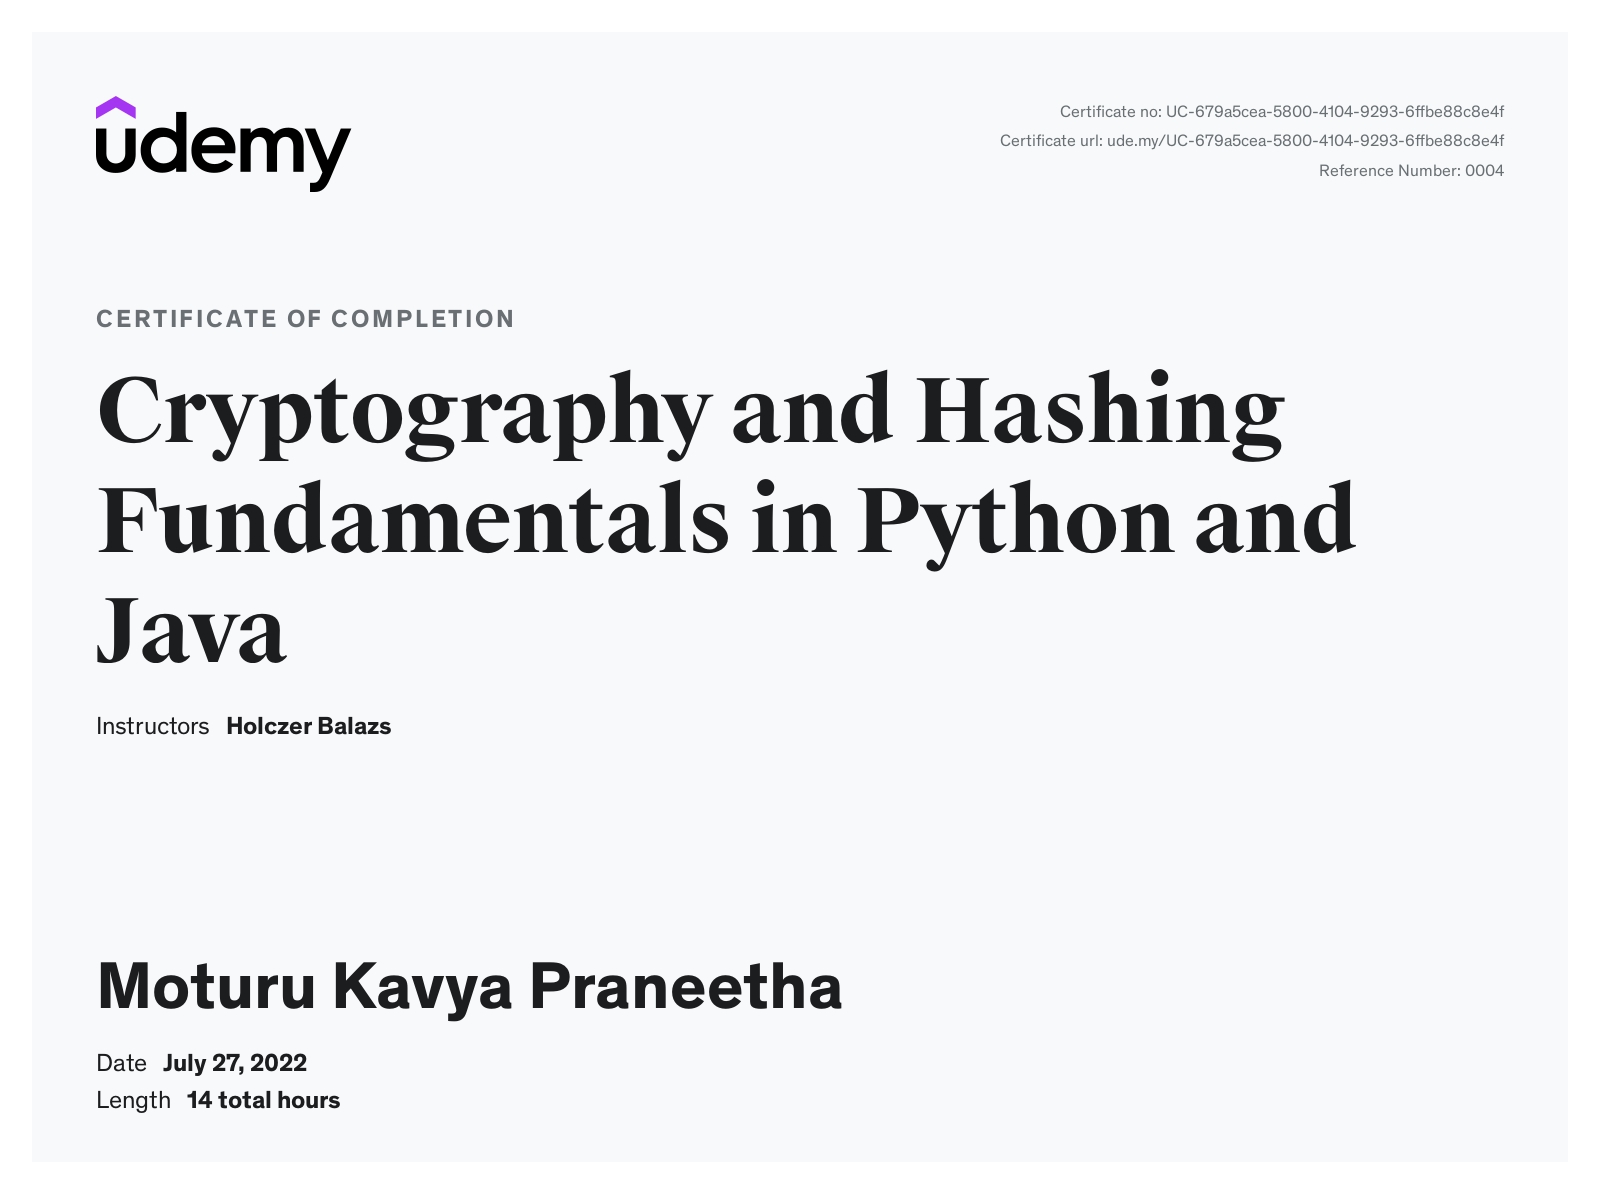 udemy
Certificate no: UC-679a5cea-5800-4104-9293-6ffbe88c8e4f
Certificate url: ude.my/UC-679a5cea-5800-4104-9293-6ffbe88c8e4f
Reference Number: 0004
CERTIFICATE OF COMPLETION
Cryptography and Hashing
Fundamentals in Python and
Java
Instructors Holczer Balazs
Moturu Kavya Praneetha
Date July 27, 2022
Length 14 total hours